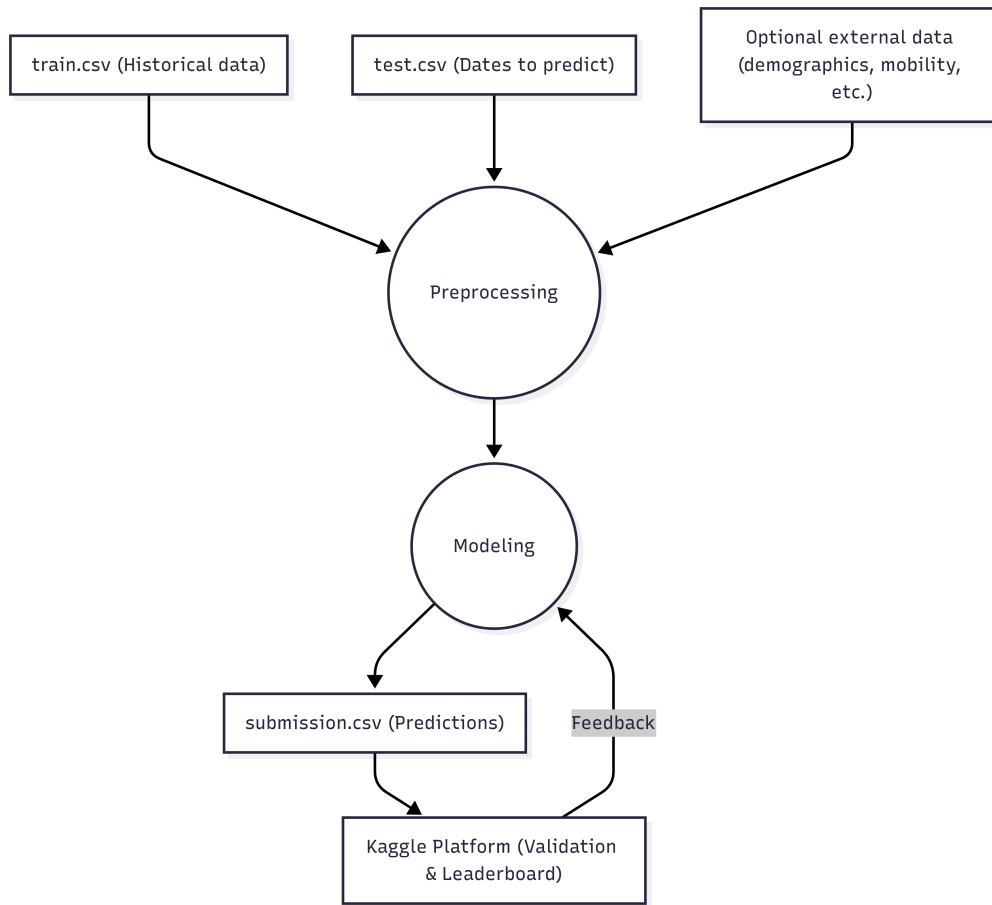 train.csv (Historical data)
test.csv (Dates to predict)
Optional external data
(demographics, mobility,
etc.)
Preprocessing
Modeling
submission.csv (Predictions)
Feedback
Kaggle Platform (Validation
& Leaderboard)